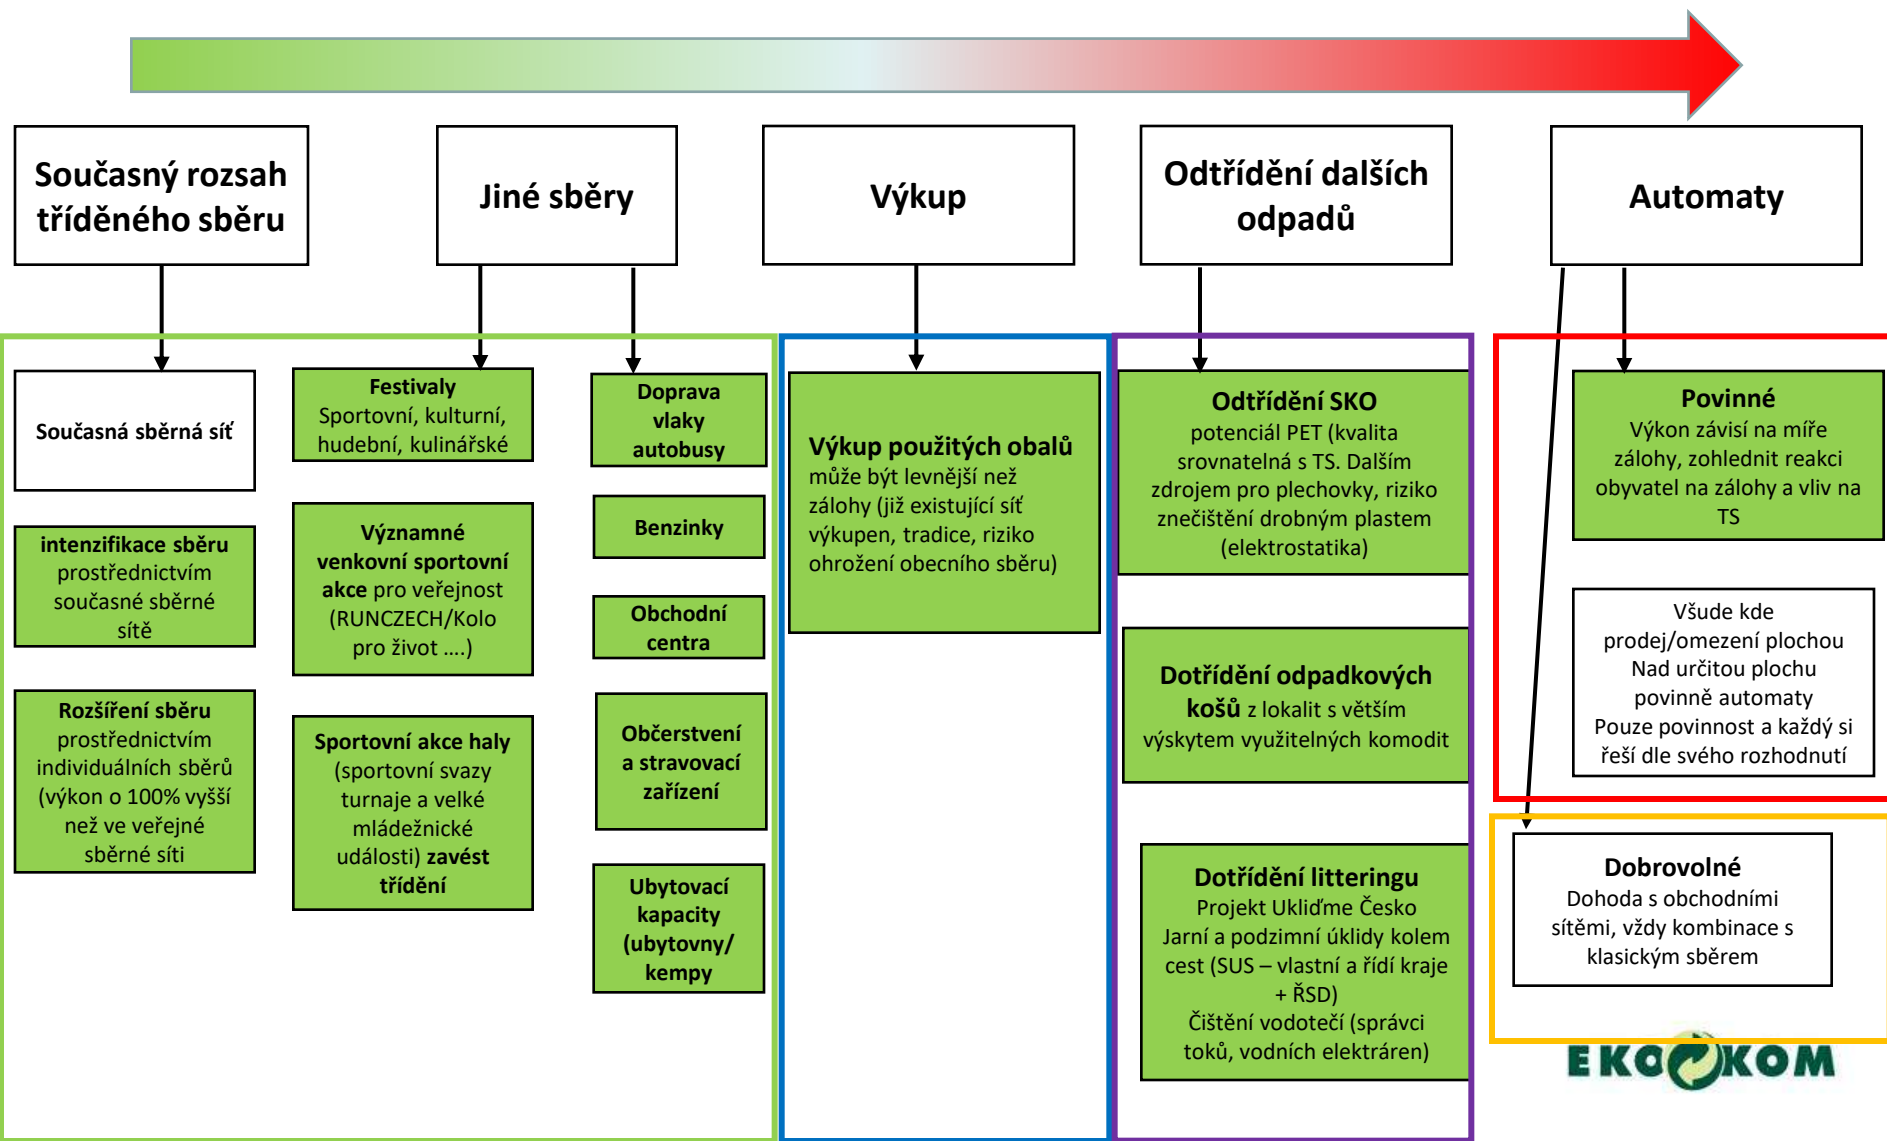 Současný rozsah
tříděného sběru
Jiné sběry
Výkup
Odtřídění dalších
odpadů
Automaty
Současná sběrná síť
intenzifikace sběru
prostřednictvím
současné sběrné
sítě
Rozšíření sběru
prostřednictvím
individuálních sběrů
(výkon o 100% vyšší
než ve veřejné
sběrné síti
Festivaly
Sportovní, kulturní,
hudební, kulinářské
Významné
venkovní sportovní
akce pro veřejnost
(RUNCZECH/Kolo
pro život ....)
Sportovní akce haly
(sportovní svazy
turnaje a velké
mládežnické
události) zavést
třídění
Doprava
vlaky
autobusy
Benzinky
Obchodní
centra
Občerstvení
a stravovací
zařízení
Ubytovací
kapacity
(ubytovny/
kempy
Výkup použitých obalů
může být levnější než
zálohy (již existující síť
výkupen, tradice, riziko
ohrožení obecního sběru)
Odtřídění SKO
potenciál PET (kvalita
srovnatelná s TS. Dalším
zdrojem pro plechovky, riziko
znečištění drobným plastem
(elektrostatika)
Dotřídění odpadkových
košů z lokalit s větším
výskytem využitelných komodit
Dotřídění litteringu
Projekt Ukliďme Česko
Jarní a podzimní úklidy kolem
cest (SUS – vlastní a řídí kraje
+ ŘSD)
Čištění vodotečí (správci
toků, vodních elektráren)
Povinné
Výkon závisí na míře
zálohy, zohlednit reakci
obyvatel na zálohy a vliv na
TS
Všude kde
prodej/omezení plochou
Nad určitou plochu
povinně automaty
Pouze povinnost a každý si
řeší dle svého rozhodnutí
Dobrovolné
Dohoda s obchodními
sítěmi, vždy kombinace s
klasickým sběrem
EKO KOM